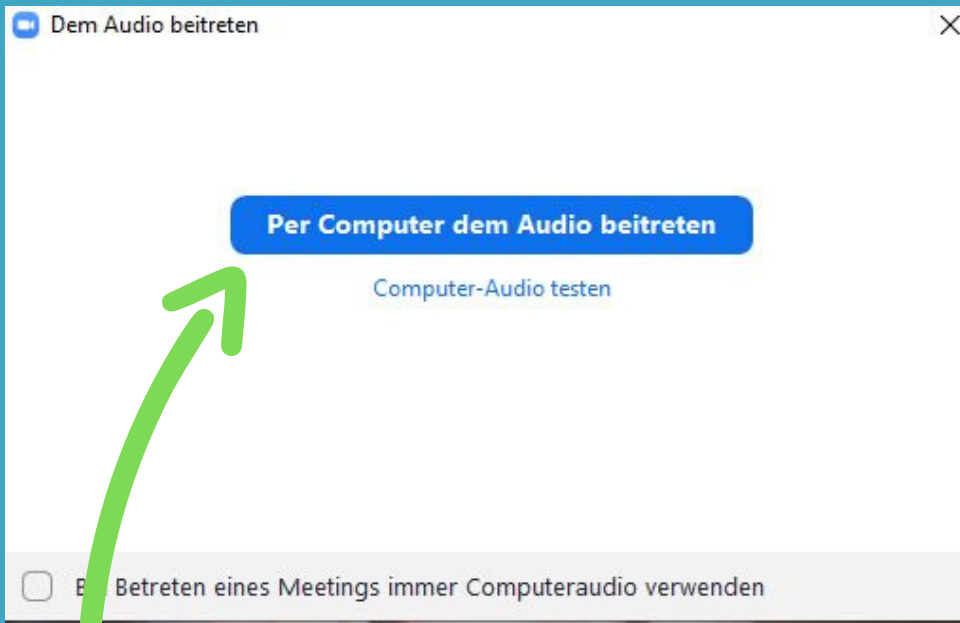 Dem Audio beitreten
Per Computer dem Audio beitreten
Computer-Audio testen
Betreten eines Meetings immer Computeraudio verwenden